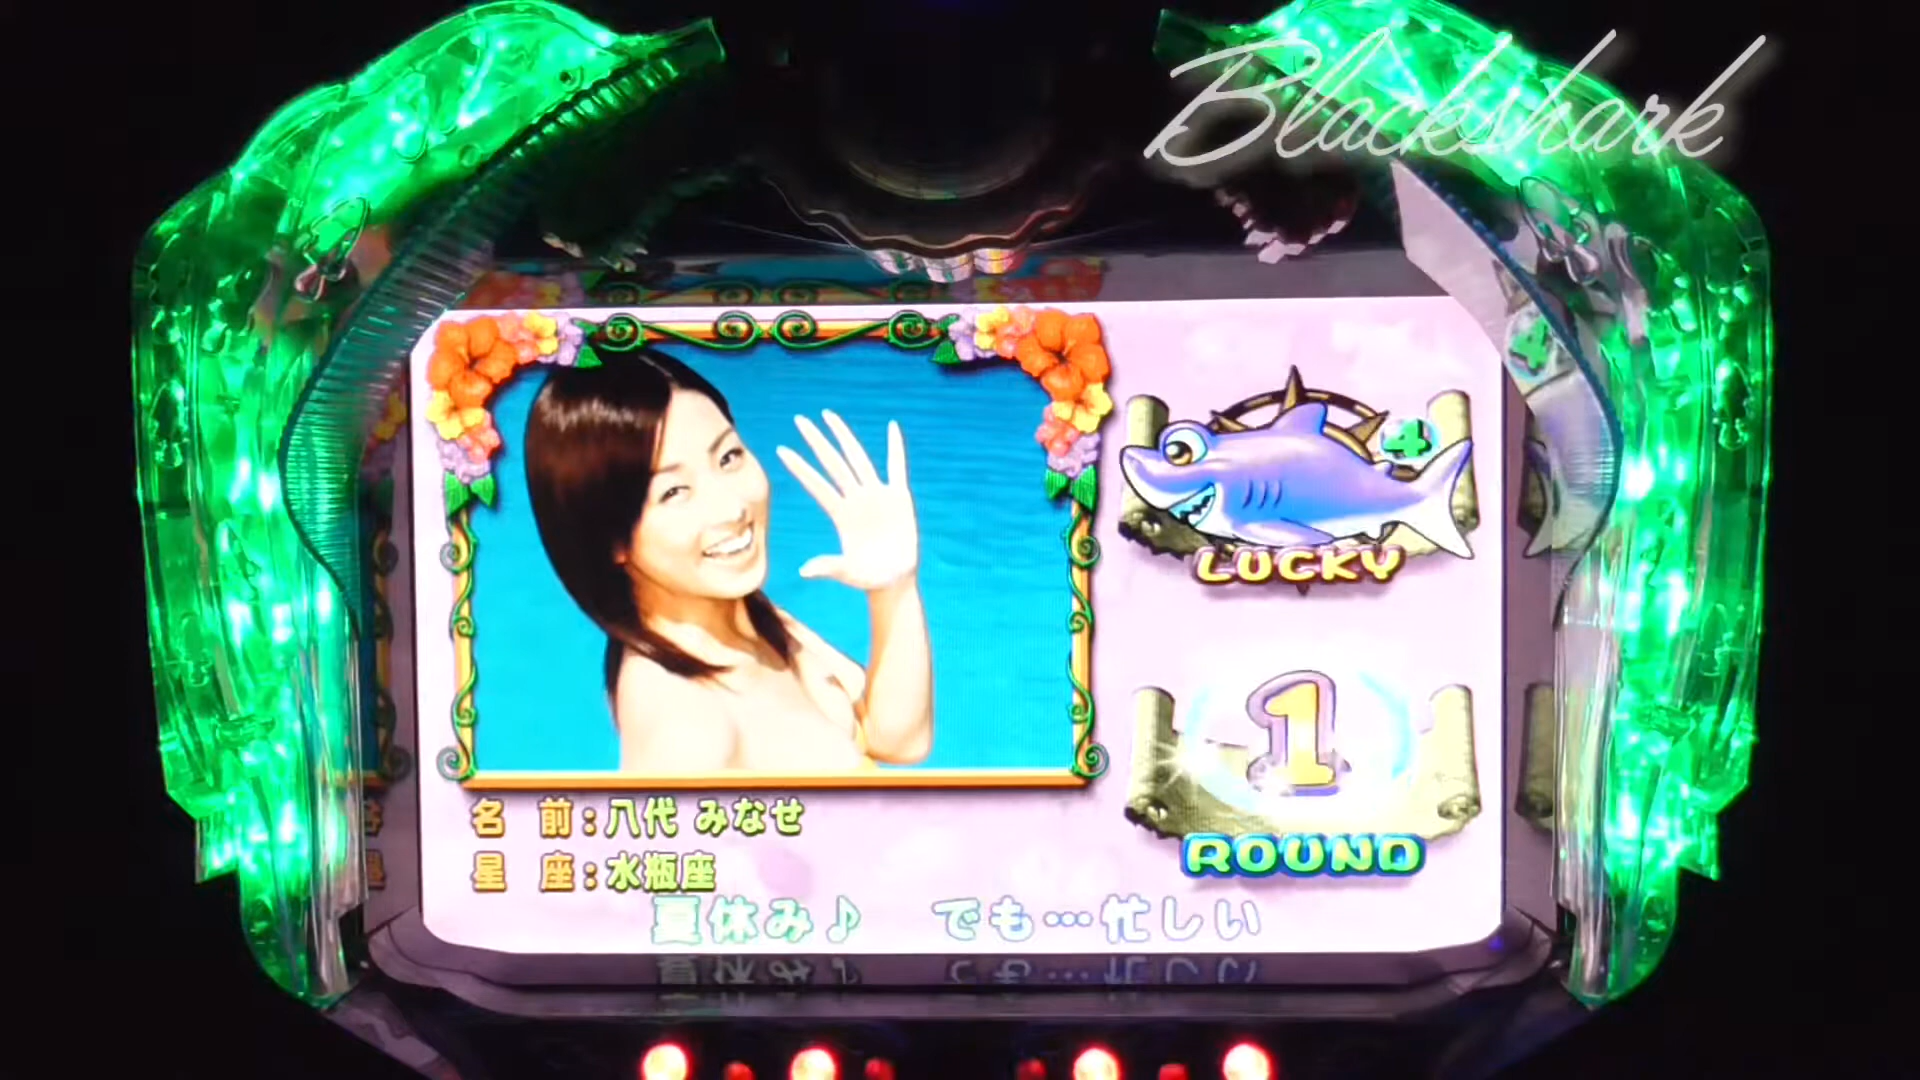 Blackshark
4
LUCKY
1
ROUND
名 前：八代 みなせ
星 座：水瓶座
夏休み♪ でも…忙しい